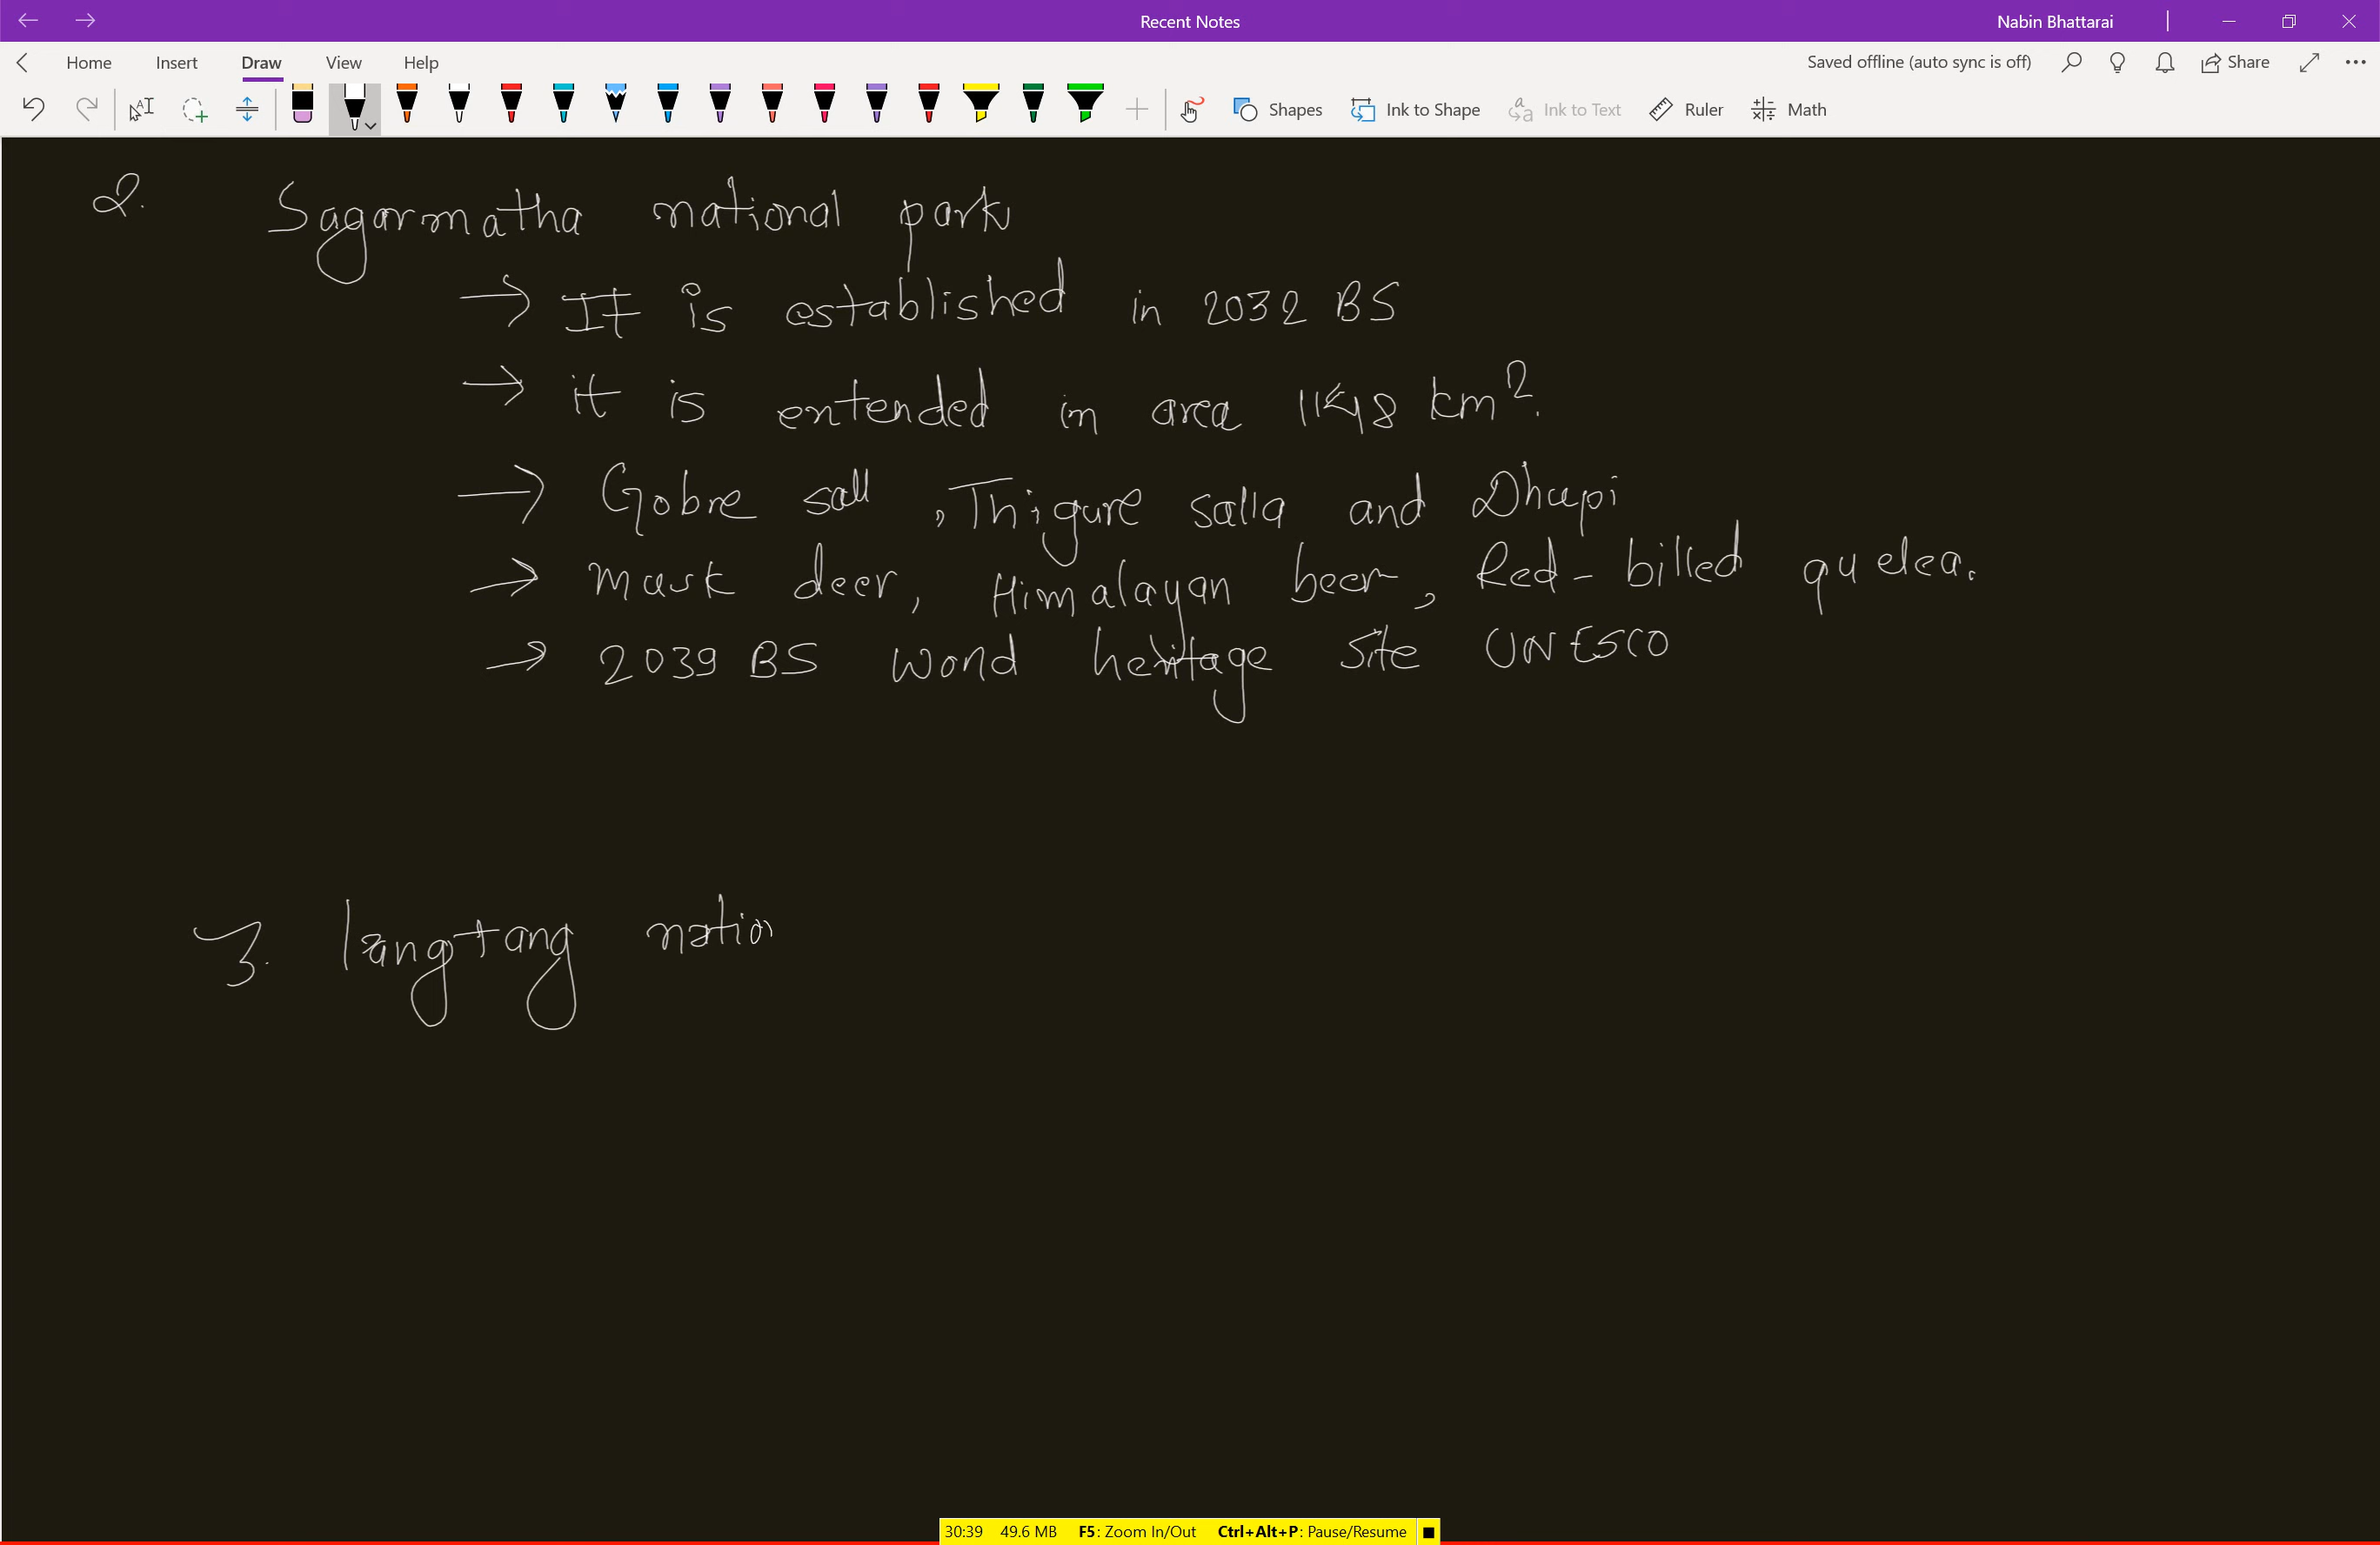 Recent Notes
Nabin Bhattarai
Home Insert Draw View Help
Saved offline (auto sync is off)
Share
Shapes Ink to Shape Ink to Text Ruler Math
2. Sagarmatha national park
→ It is established in 2032 BS
→ it is entended in area 1148 km².
→ Gobre sall , Thigure salla and Dhupi
→ Musk deer, Himalayan beer, Red-billed quelea.
→ 2039 BS world heritage site UNESCO
3. langtang natio
30:39 49.6 MB F5: Zoom In/Out Ctrl+Alt+P: Pause/Resume